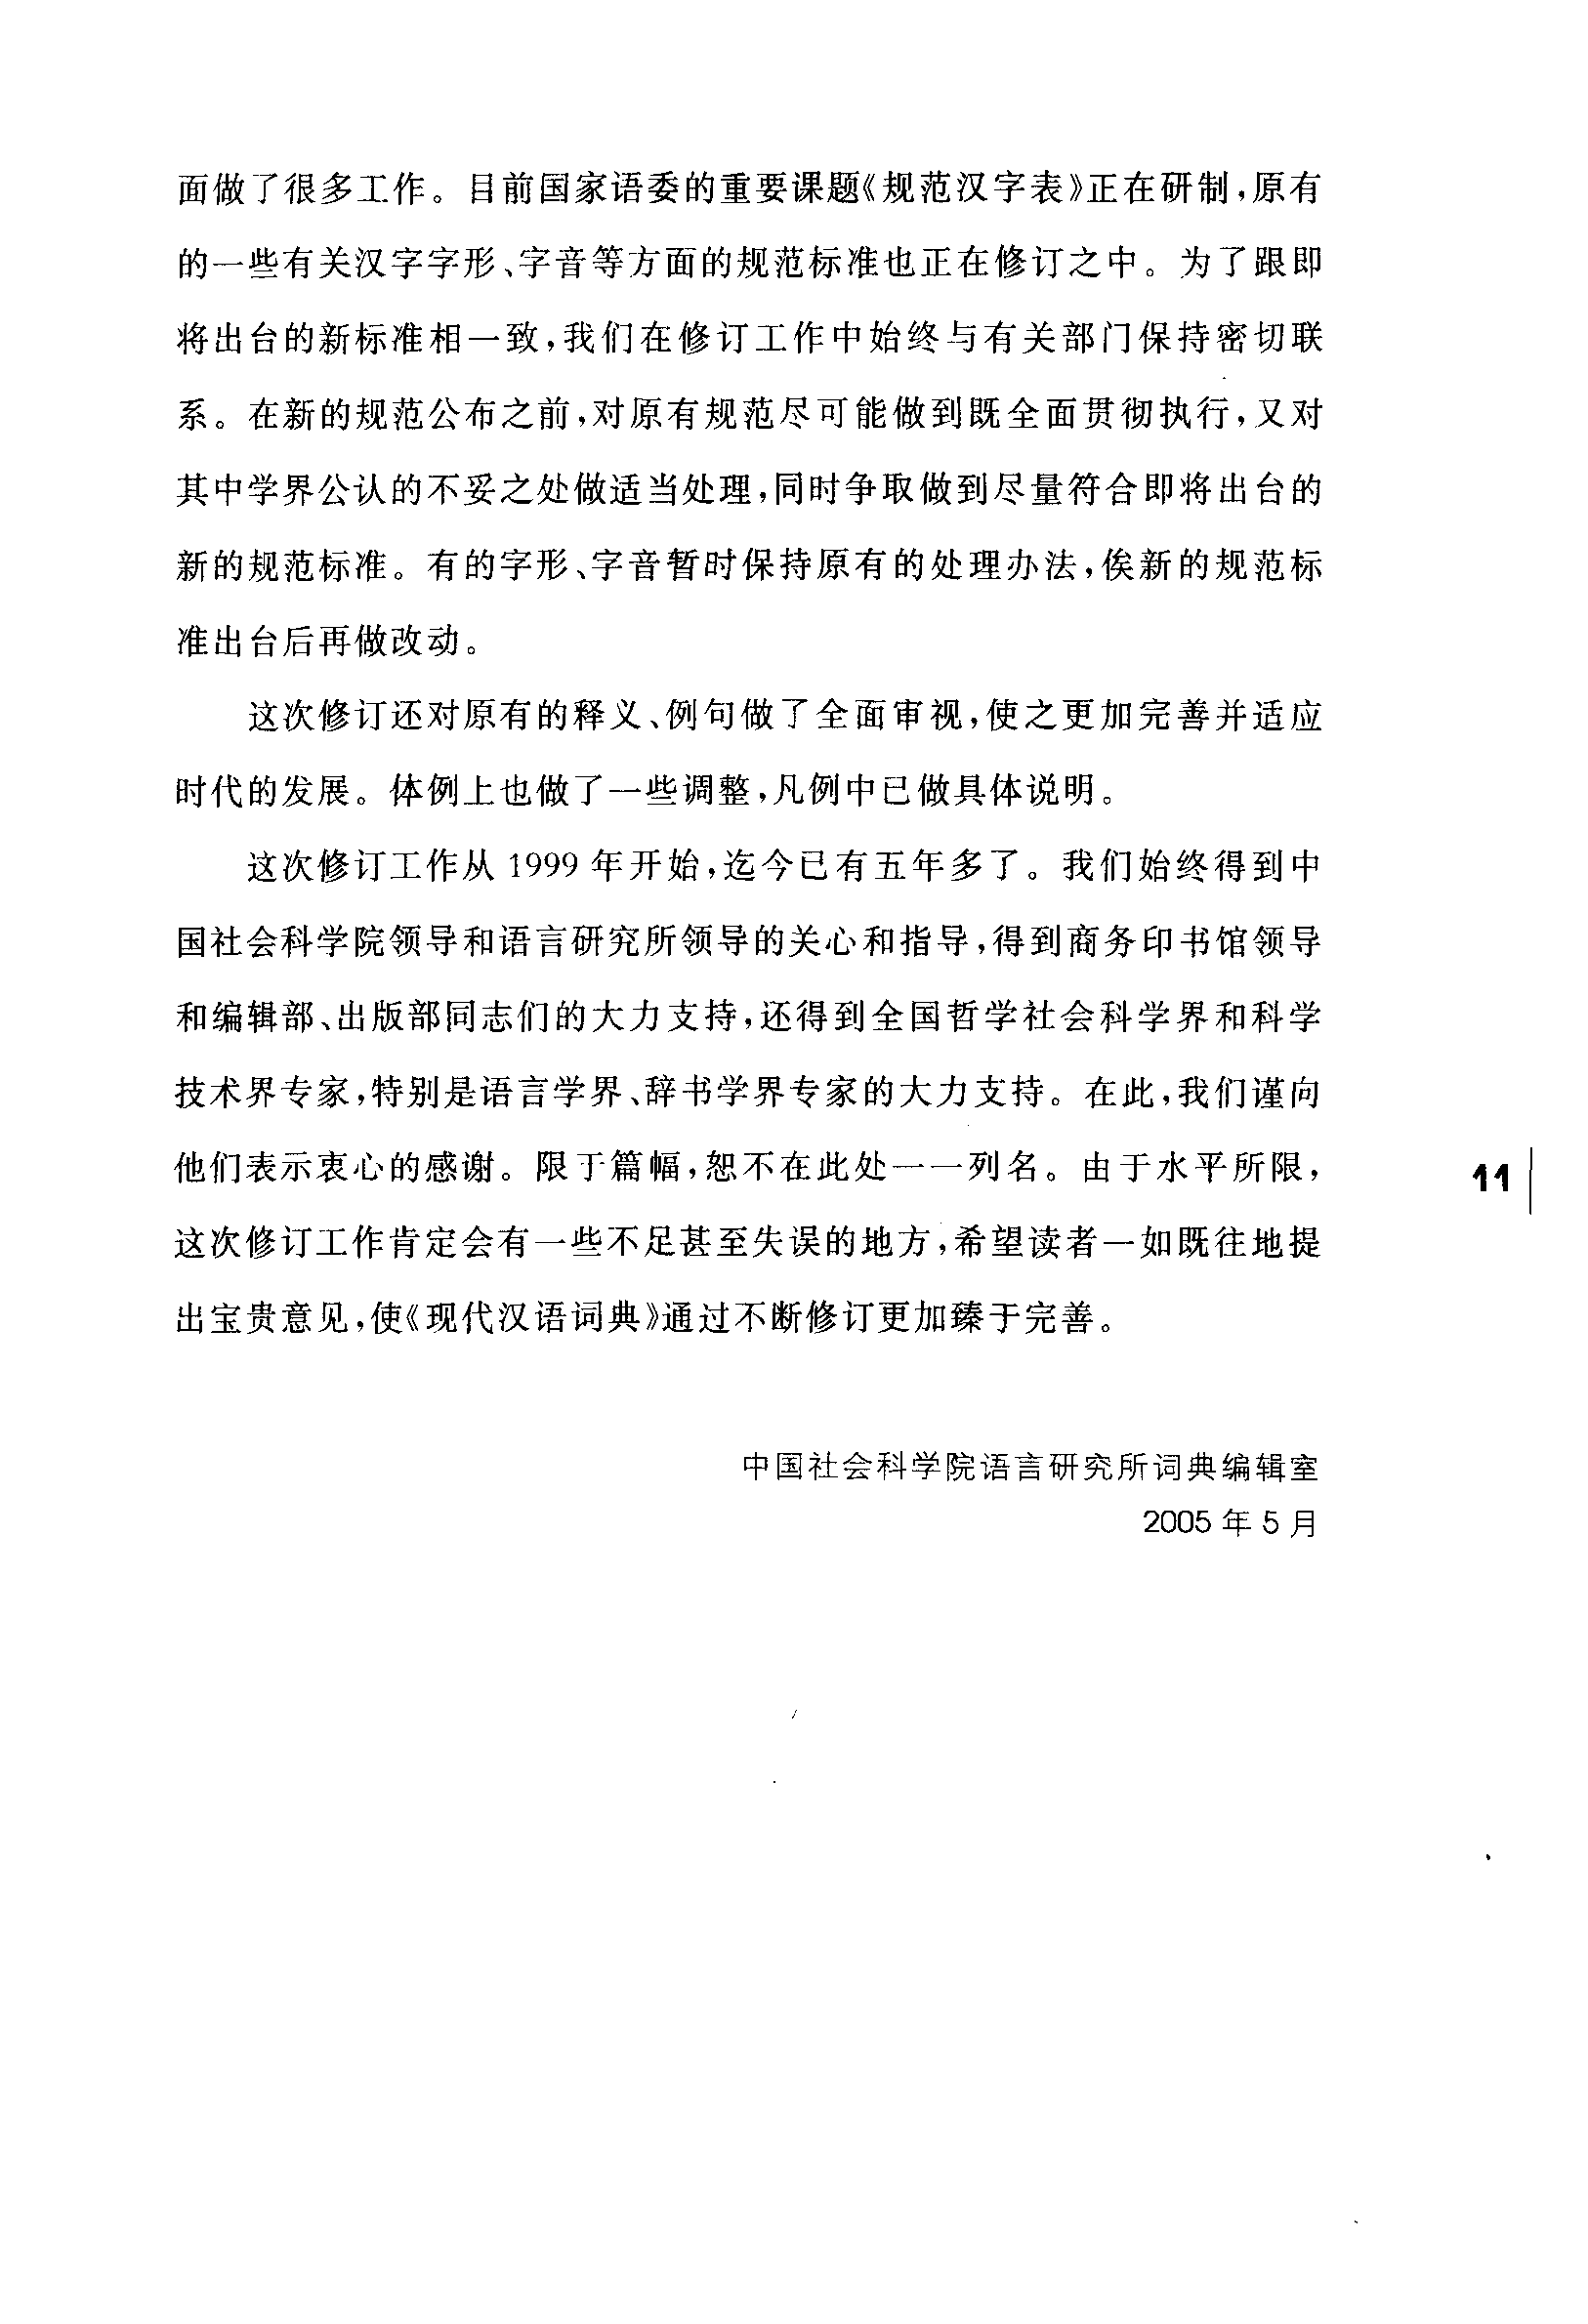 面做了很多工作。目前国家语委的重要课题《规范汉字表》正在研制,原有
的一些有关汉字字形、字音等方面的规范标准也正在修订之中。为了跟即
将出台的新标准相一致,我们在修订工作中始终与有关部门保持密切联
系。在新的规范公布之前,对原有规范尽可能做到既全面贯彻执行,又对
其中学界公认的不妥之处做适当处理,同时争取做到尽量符合即将出台的
新的规范标准。有的字形、字音暂时保持原有的处理办法,俟新的规范标
准出台后再做改动。
这次修订还对原有的释义、例句做了全面审视,使之更加完善并适应
时代的发展。体例上也做了一些调整,凡例中已做具体说明。
这次修订工作从 1999 年开始,迄今已有五年多了。我们始终得到中
国社会科学院领导和语言研究所领导的关心和指导,得到商务印书馆领导
和编辑部、出版部同志们的大力支持,还得到全国哲学社会科学界和科学
技术界专家,特别是语言学界、辞书学界专家的大力支持。在此,我们谨向
他们表示衷心的感谢。限于篇幅,恕不在此处一一列名。由于水平所限,
这次修订工作肯定会有一些不足甚至失误的地方,希望读者一如既往地提
出宝贵意见,使《现代汉语词典》通过不断修订更加臻于完善。
中国社会科学院语言研究所词典编辑室
2005 年 5 月
11